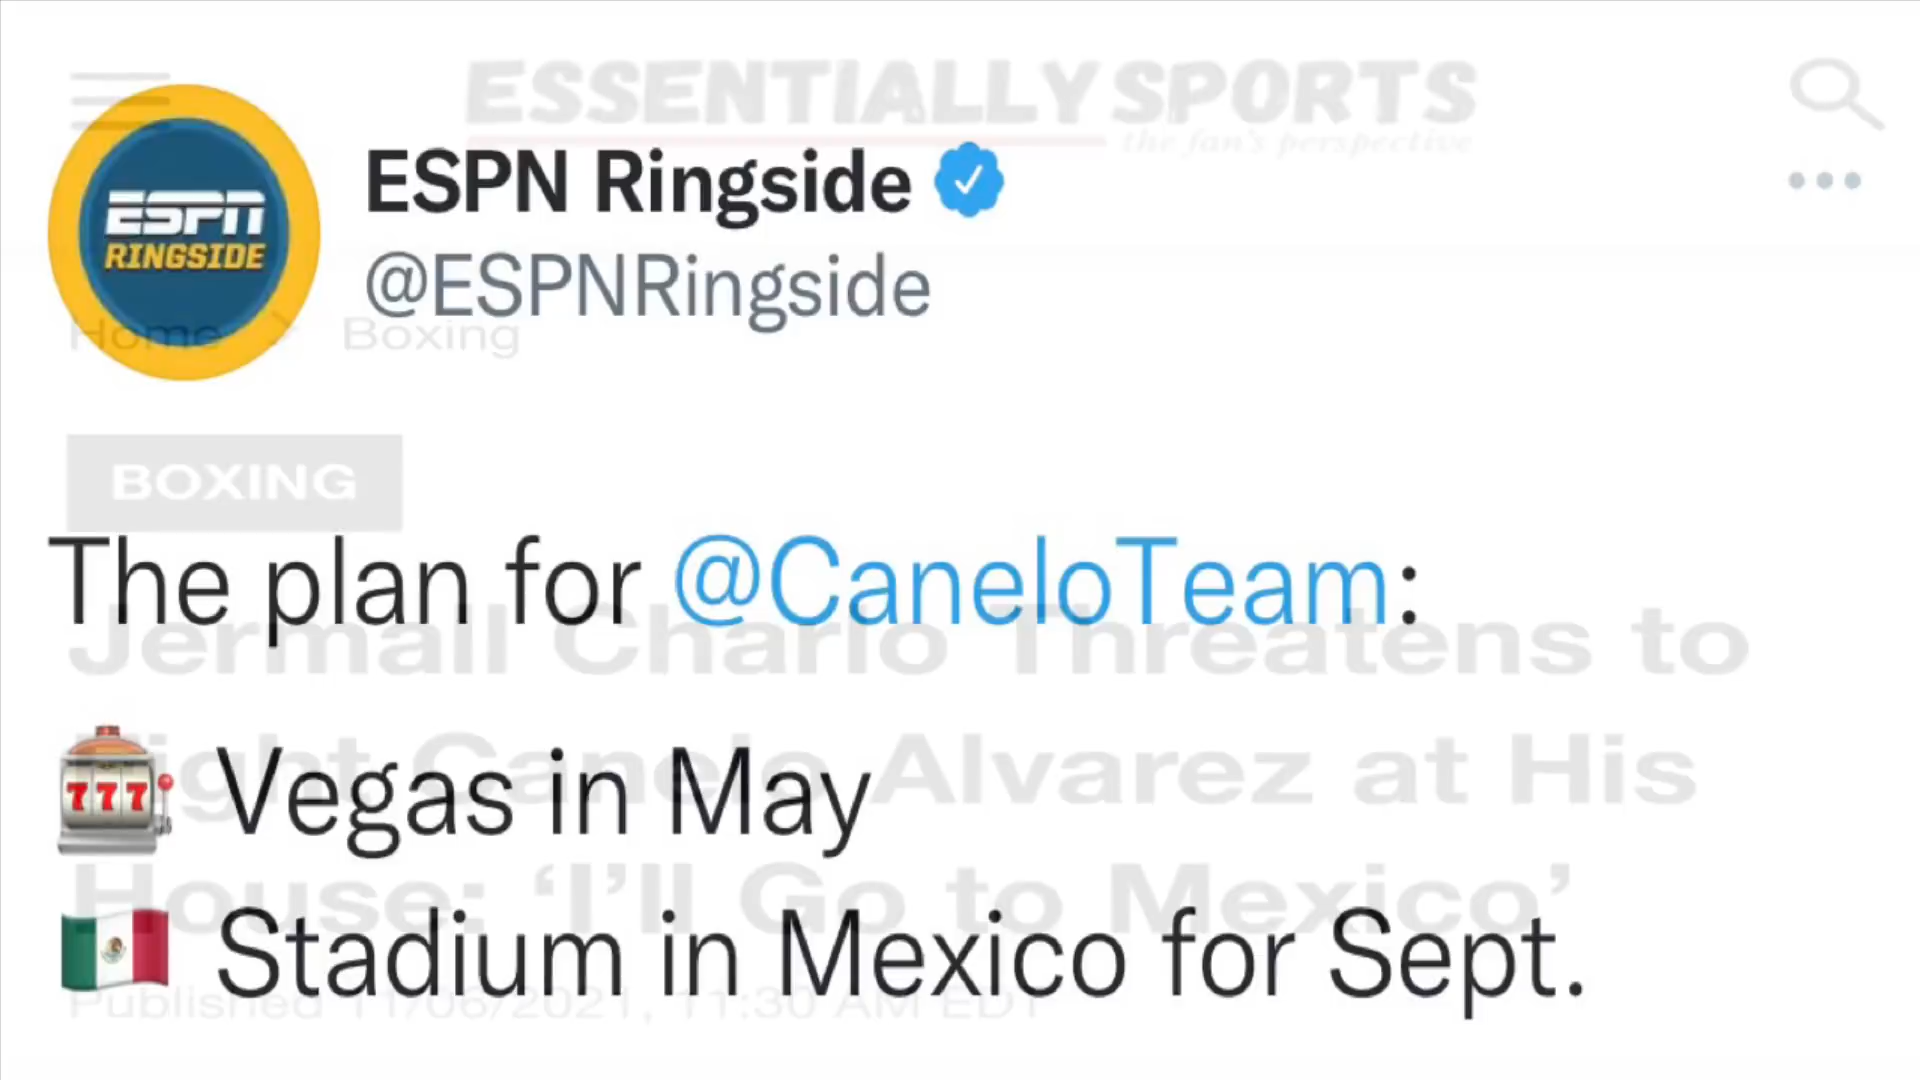 ESSENTIALLYSPORTS
the fan's perspective
ESPN Ringside
@ESPNRingside
ESPN
RINGSIDE
Home > Boxing
BOXING
The plan for @CaneloTeam:
Jermall Charlo Threatens to
Fight Canelo Alvarez at His
777 Vegas in May
House: ‘I’ll Go to Mexico’
Stadium in Mexico for Sept.
Published 11/06/2021, 11:30 AM EDT